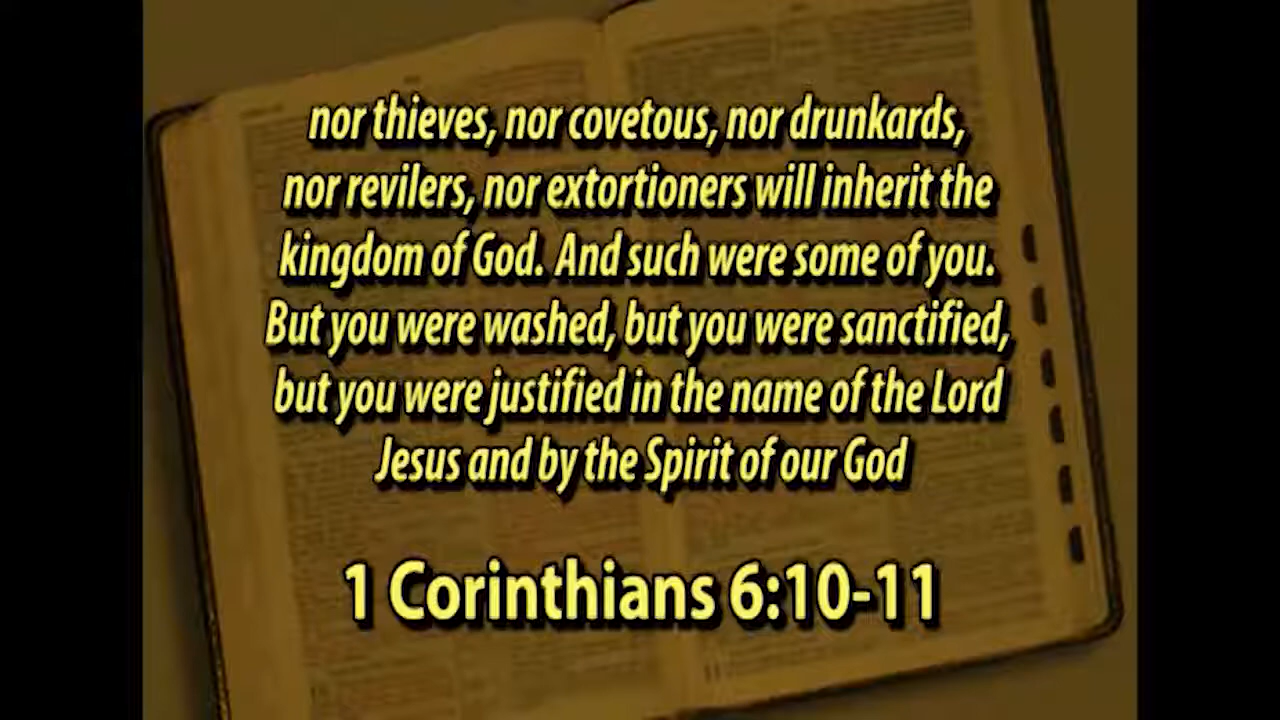 nor thieves, nor covetous, nor drunkards,
nor revilers, nor extortioners will inherit the
kingdom of God. And such were some of you.
But you were washed, but you were sanctified,
but you were justified in the name of the Lord
Jesus and by the Spirit of our God
1 Corinthians 6:10-11